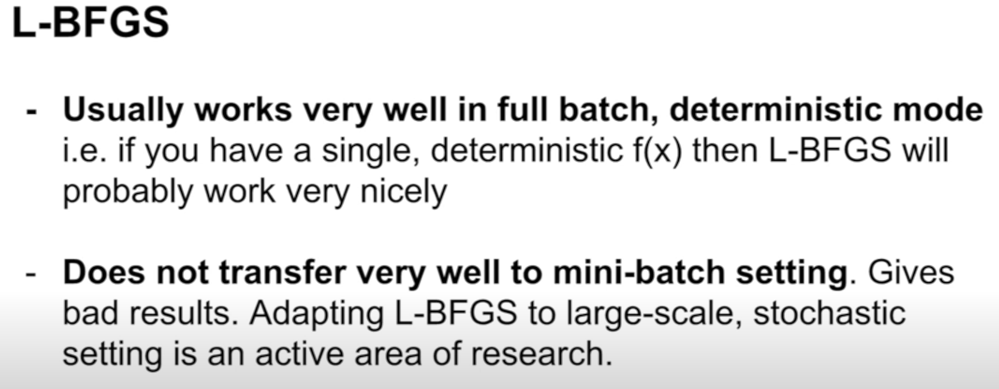 L-BFGS
- Usually works very well in full batch, deterministic mode
i.e. if you have a single, deterministic f(x) then L-BFGS will
probably work very nicely
- Does not transfer very well to mini-batch setting. Gives
bad results. Adapting L-BFGS to large-scale, stochastic
setting is an active area of research.